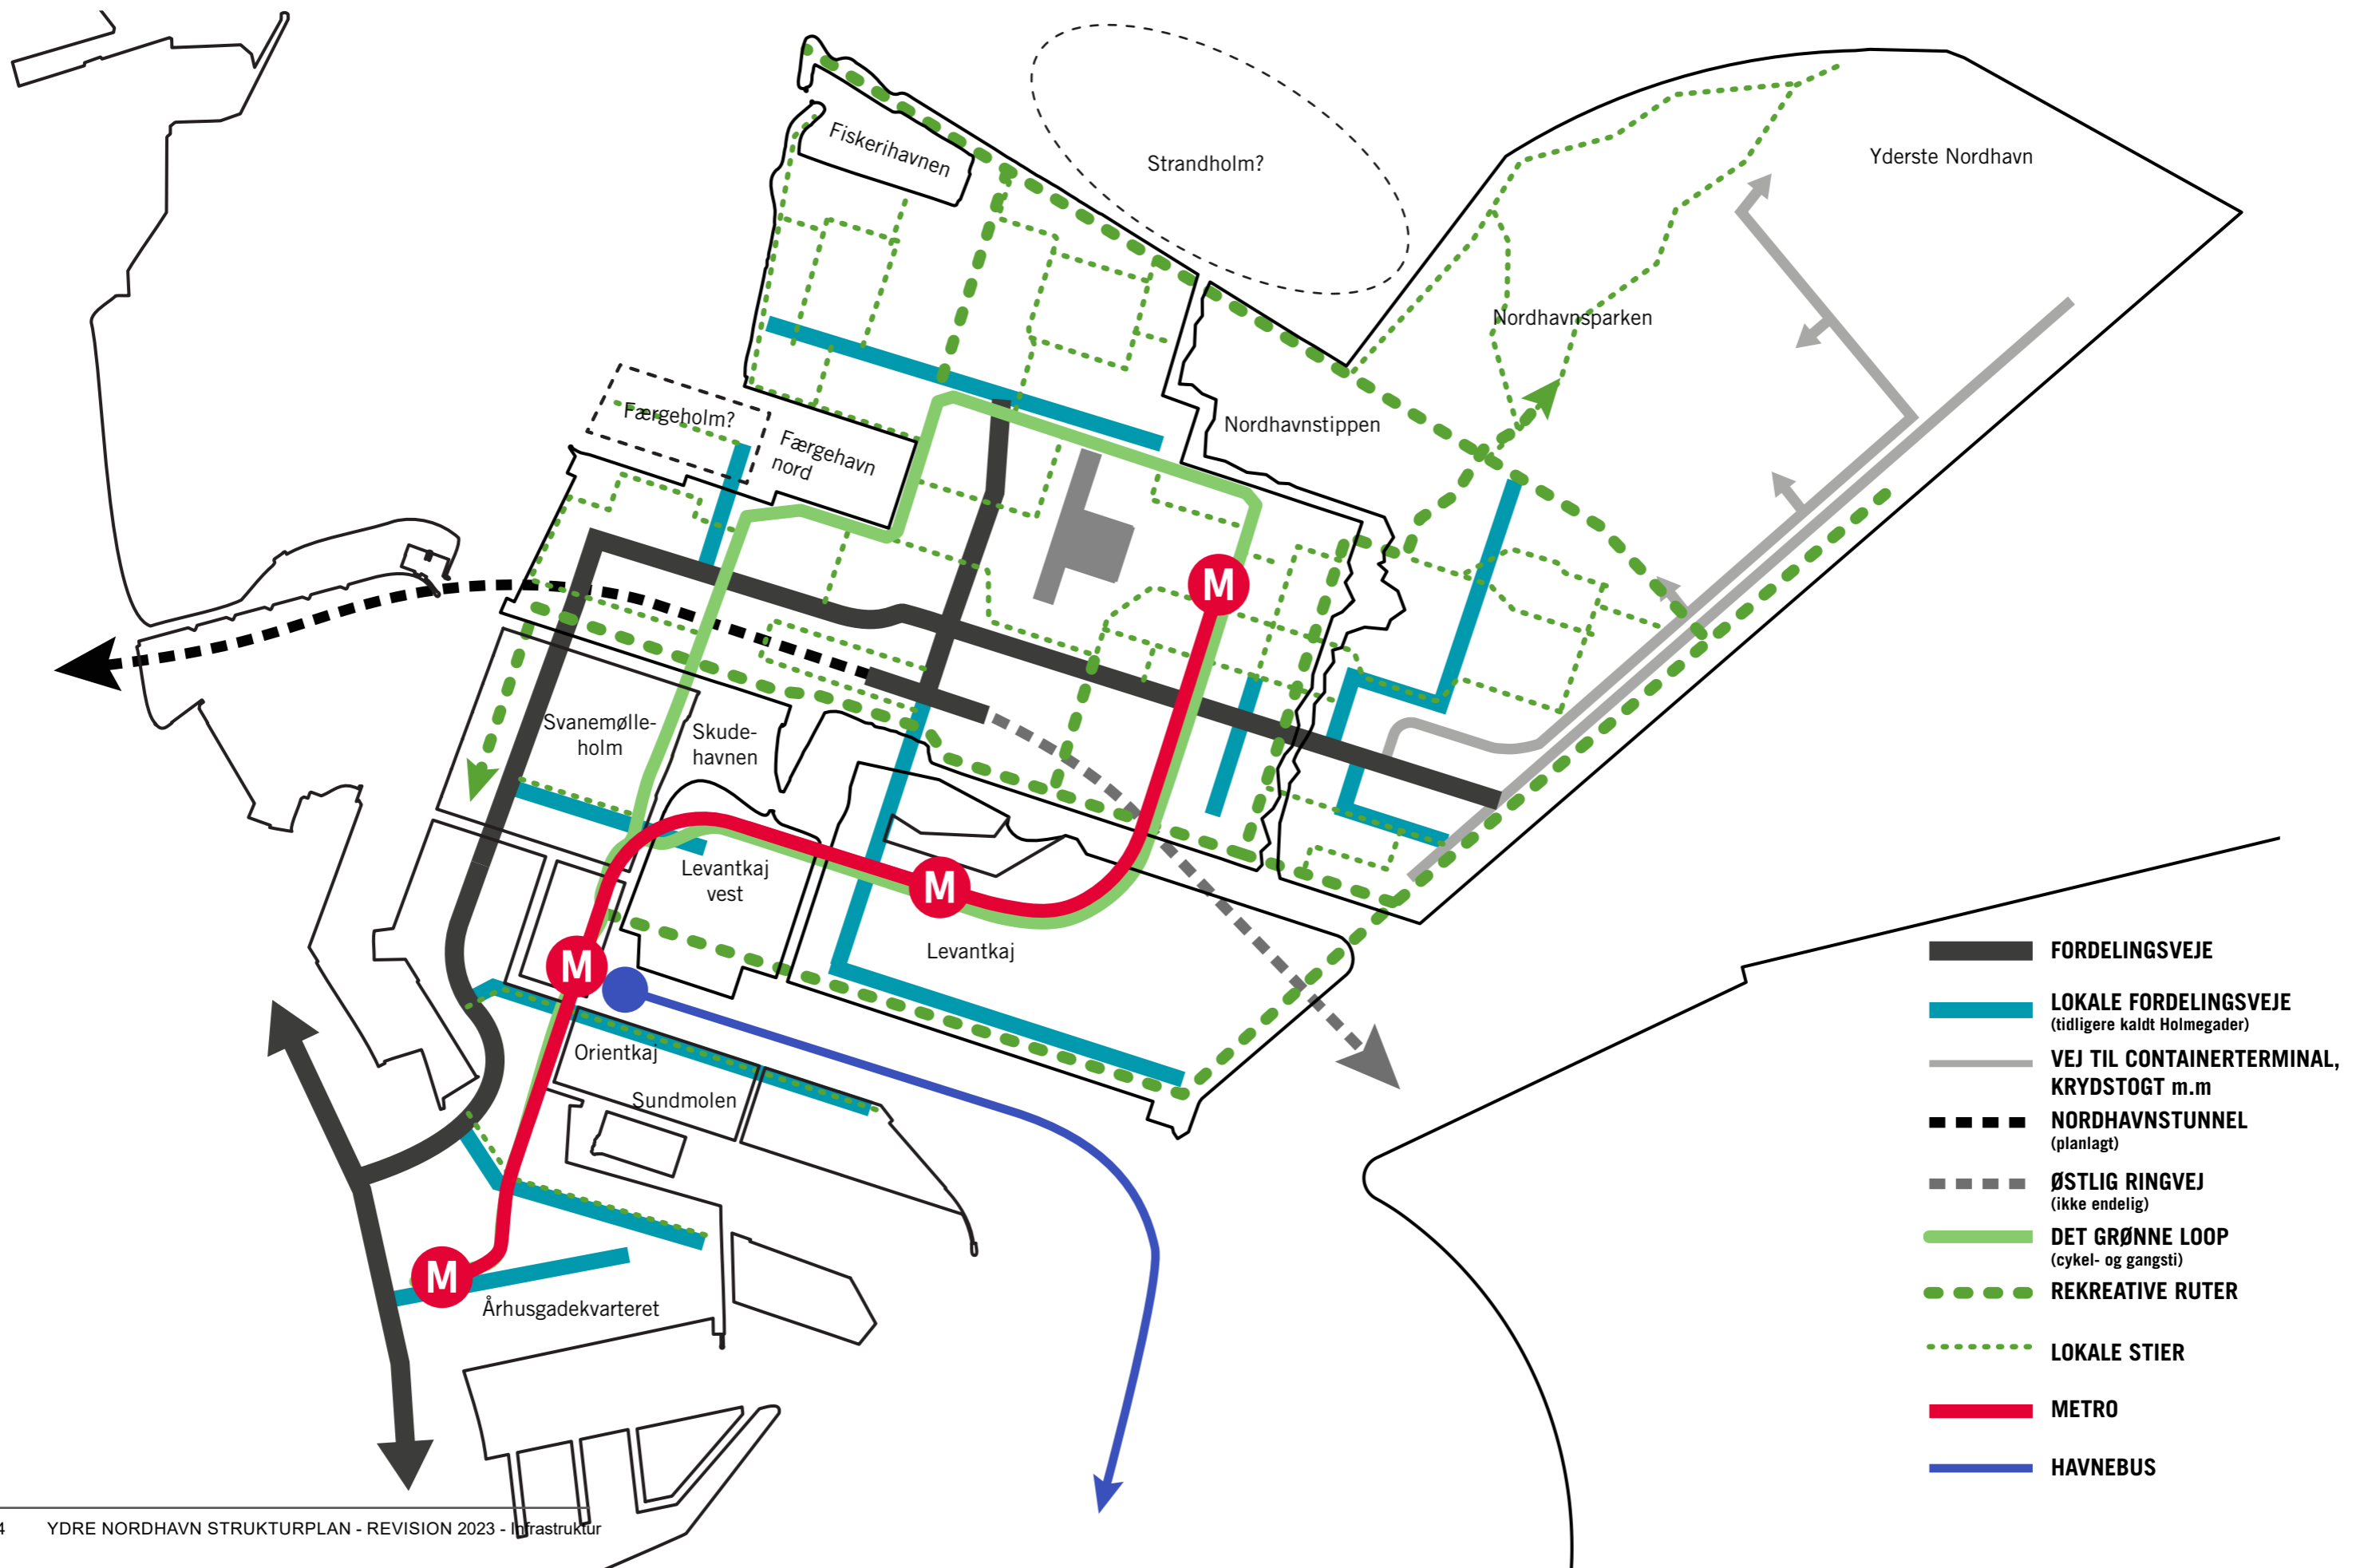 Fiskerihavnen
Strandholm?
Yderste Nordhavn
Nordhavnsparken
Færgeholm?
Færgehavn
nord
Nordhavnstippen
M
Svanemølle-
holm
Skude-
havnen
Levantkaj
vest
M
M
Levantkaj
Orientkaj
Sundmolen
M
Århusgadekvarteret
FORDELINGSVEJE
LOKALE FORDELINGSVEJE
(tidligere kaldt Holmegader)
VEJ TIL CONTAINERTERMINAL,
KRYDSTOGT m.m
NORDHAVNSTUNNEL
(planlagt)
ØSTLIG RINGVEJ
(ikke endelig)
DET GRØNNE LOOP
(cykel- og gangsti)
REKREATIVE RUTER
LOKALE STIER
METRO
HAVNEBUS
4 YDRE NORDHAVN STRUKTURPLAN - REVISION 2023 - Infrastruktur